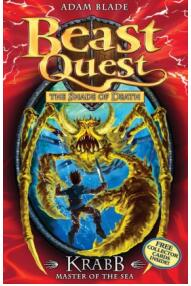 ADAM BLADE
Beast
Quest
THE SHADE OF DEATH
FREE
COLLECTOR
CARDS
INSIDE!
KRABB
MASTER OF THE SEA